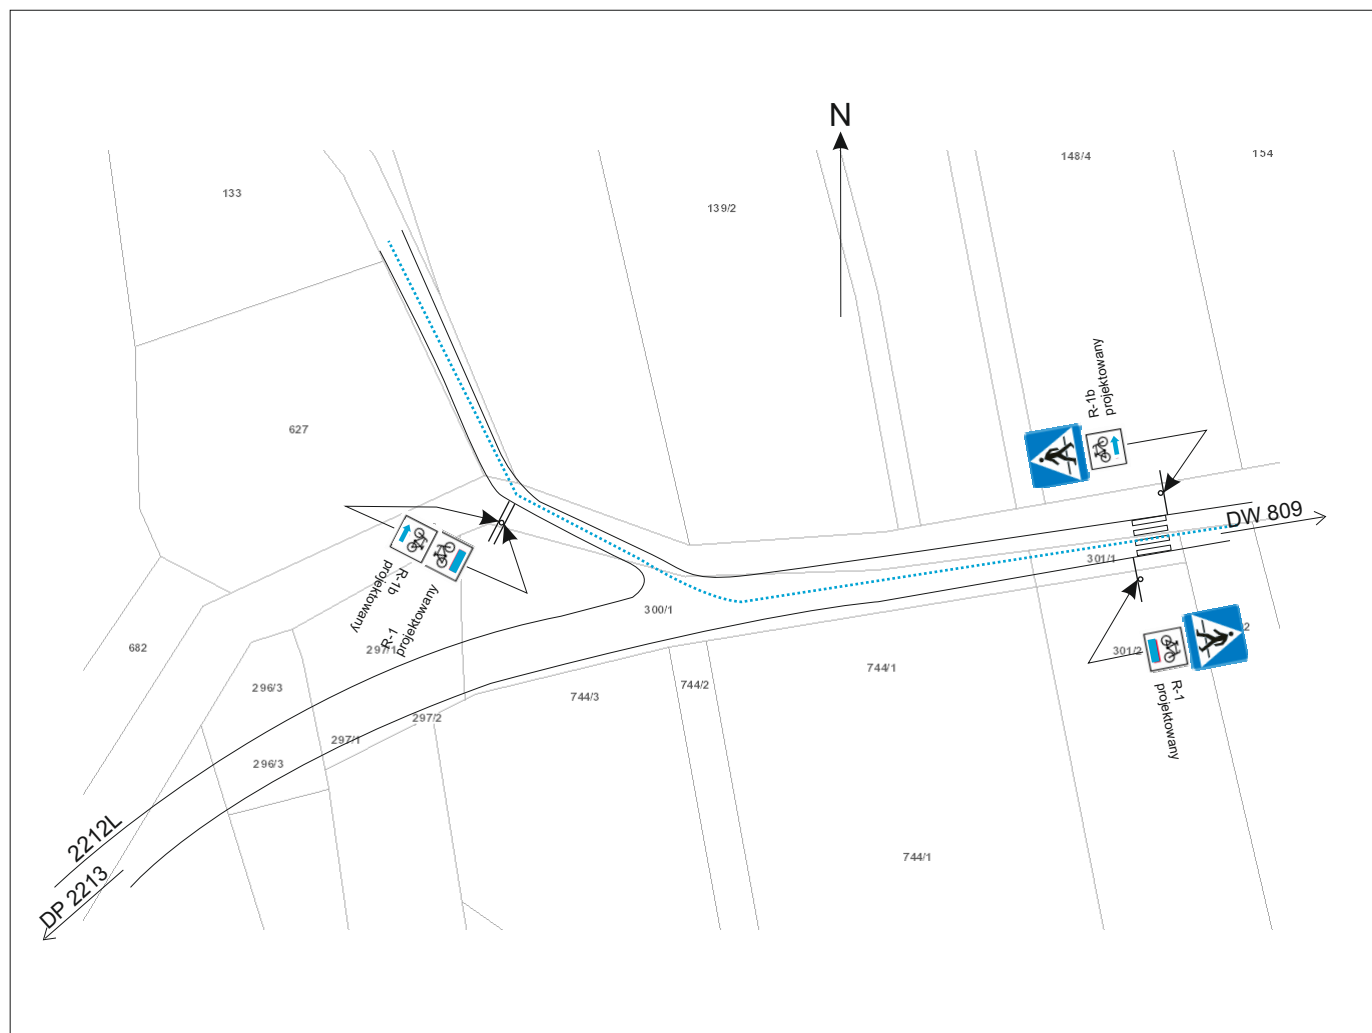 N
133
139/2
148/4
154
627
R-1b
projektowany
DW 809
301/1
R-1b
projektowany
R-1
projektowany
300/1
682
297/1
301/2
2
744/1
R-1
projektowany
296/3
744/2
744/3
297/2
297/1
296/3
2212L
744/1
DP 2213